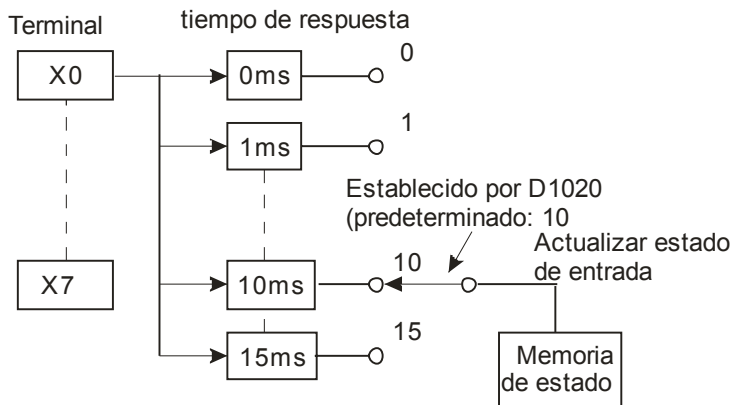 Terminal
tiempo de respuesta
X0
0ms
0
1ms
1
Establecido por D1020
(predeterminado: 10
Actualizar estado
de entrada
X7
10ms
10
15ms
15
Memoria
de estado